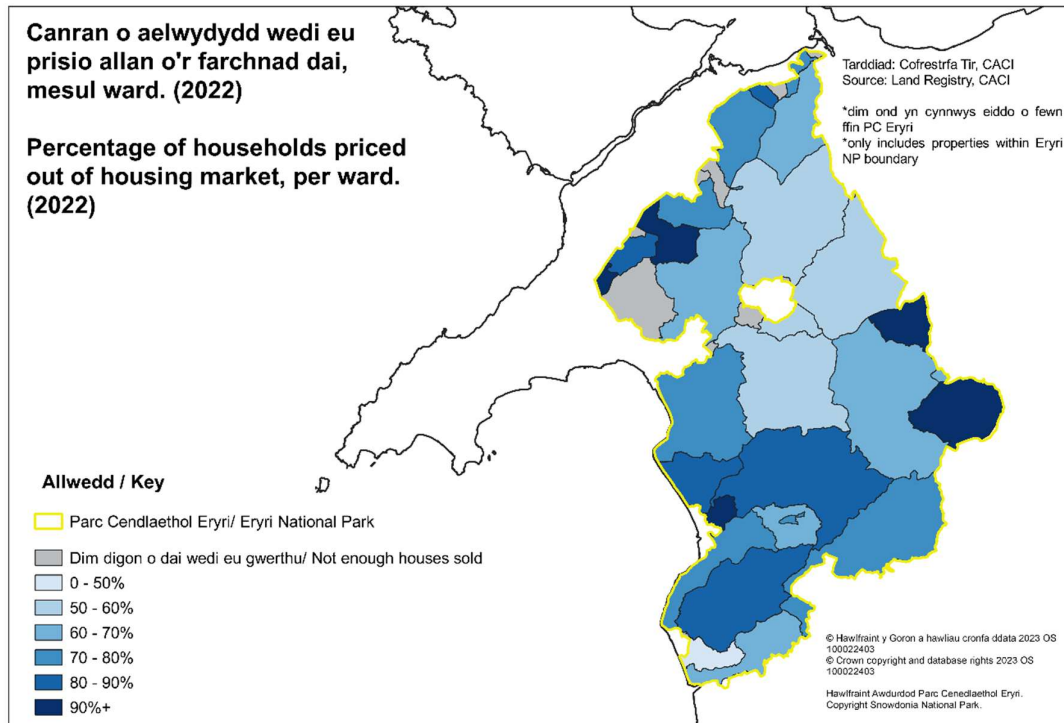 Canran o aelwydydd wedi eu
prisio allan o'r farchnad dai,
mesul ward. (2022)
Percentage of households priced
out of housing market, per ward.
(2022)
Tarddiad: Cofrestrfa Tir, CACI
Source: Land Registry, CACI
*dim ond yn cynnwys eiddo o fewn
ffin PC Eryri
*only includes properties within Eryri
NP boundary
Allwedd / Key
Parc Cendlaethol Eryri/ Eryri National Park
Dim digon o dai wedi eu gwerthu/ Not enough houses sold
0 - 50%
50 - 60%
60 - 70%
70 - 80%
80 - 90%
90%+
© Hawlfraint y Goron a hawliau cronfa ddata 2023 OS
100022403
© Crown copyright and database rights 2023 OS
100022403
Hawlfraint Awdurdod Parc Cenedlaethol Eryri.
Copyright Snowdonia National Park.